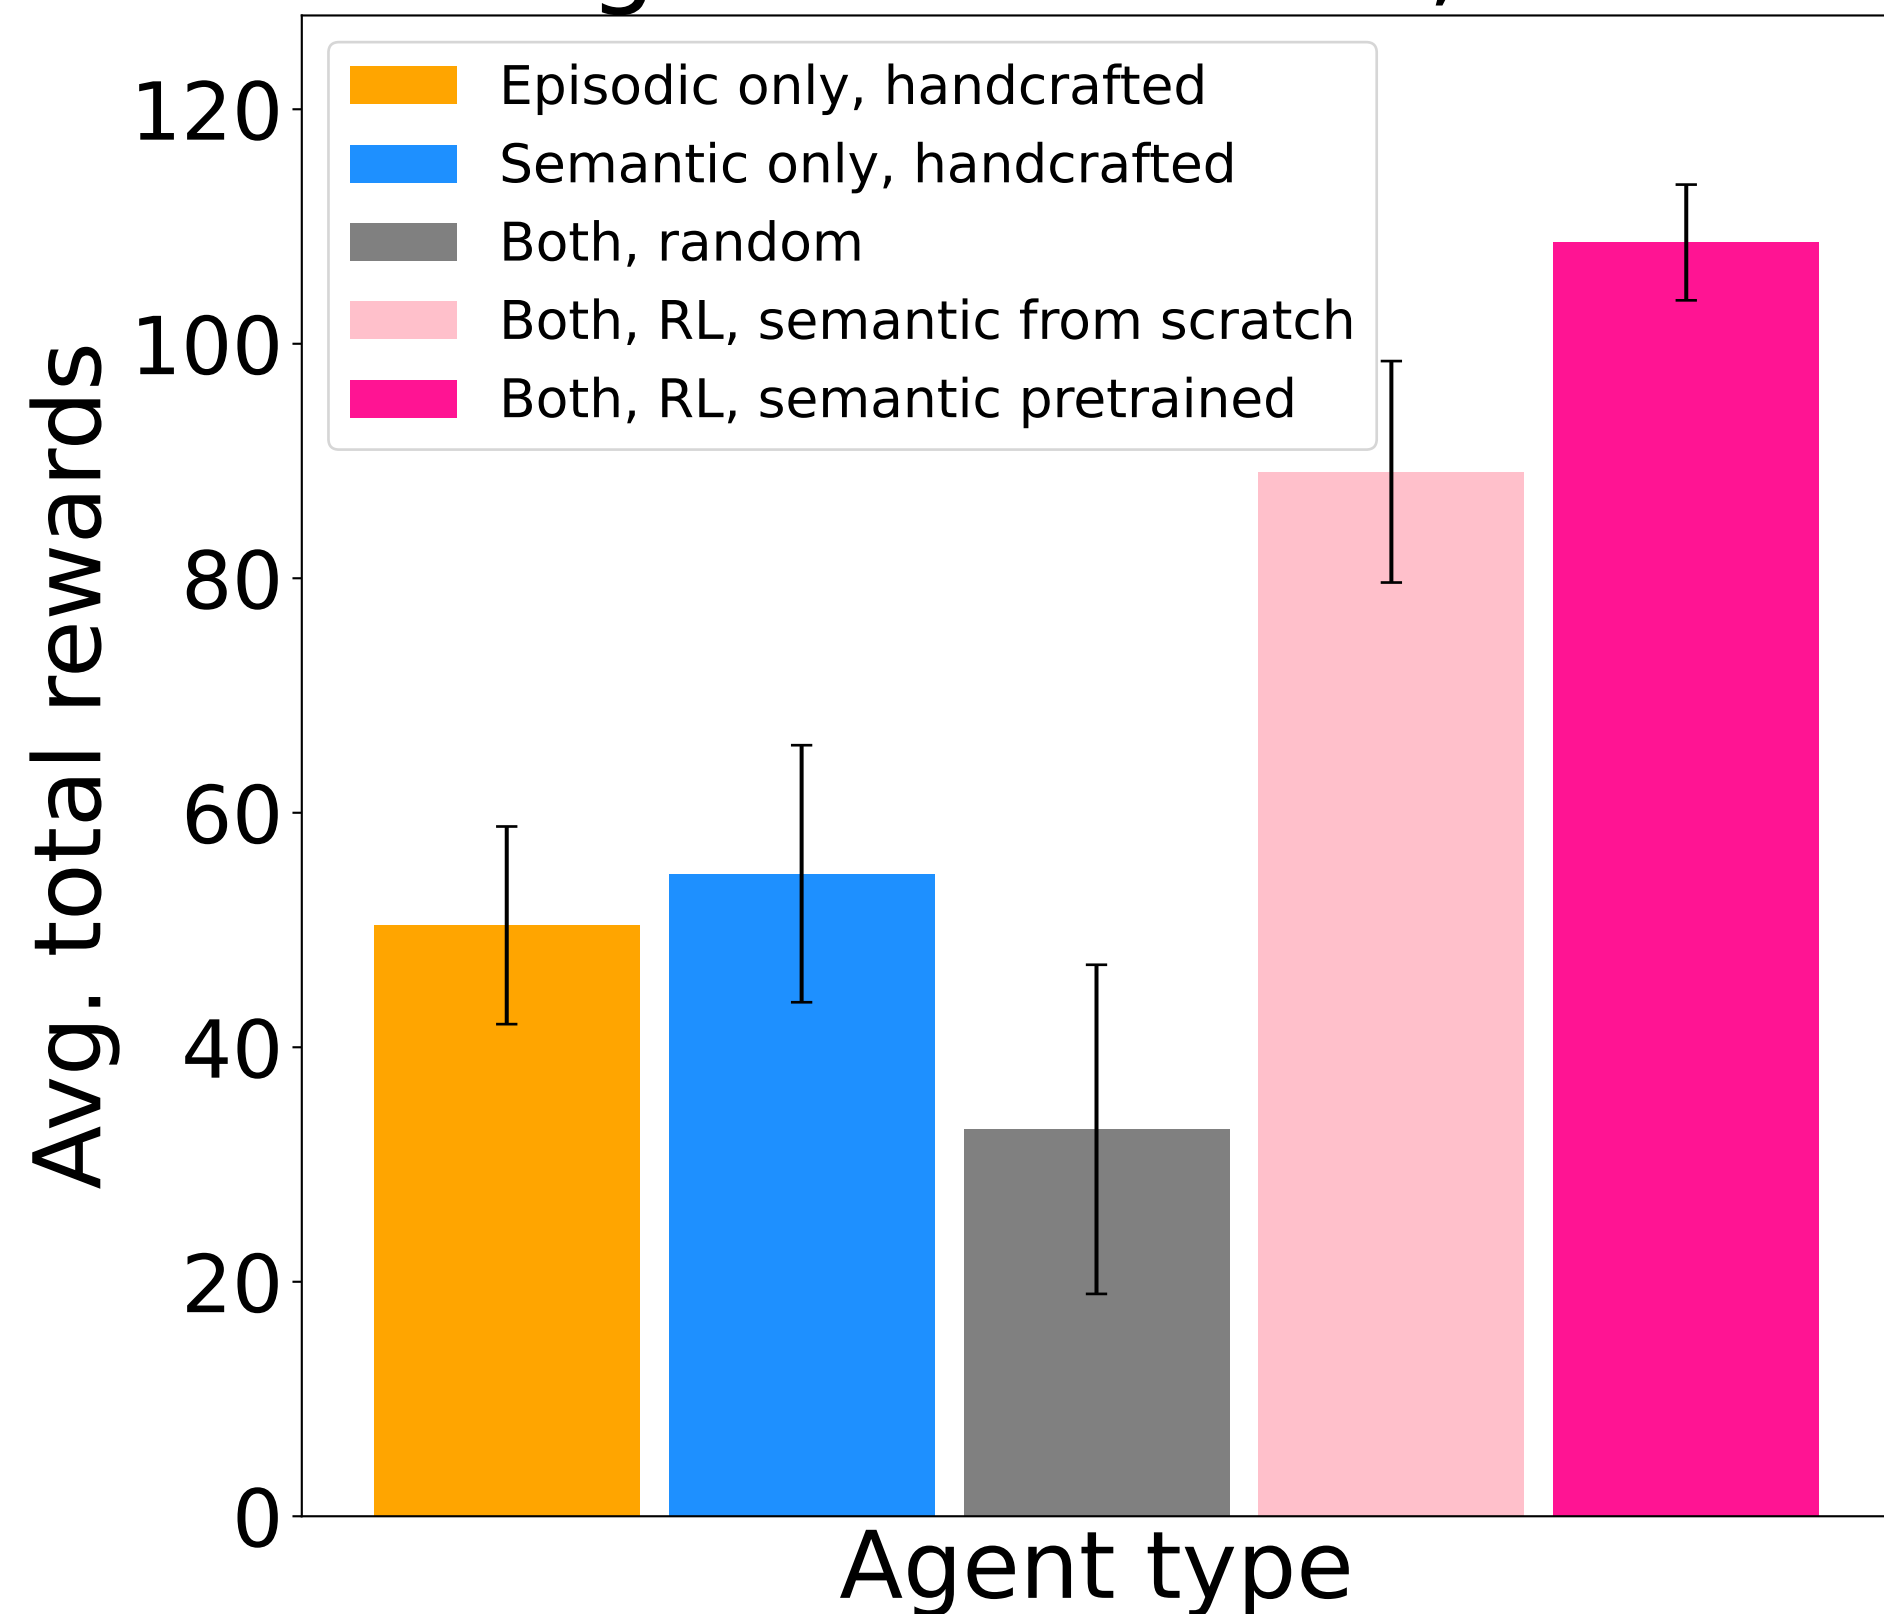 120
100
80
60
40
20
0
Avg. total rewards
Episodic only, handcrafted
Semantic only, handcrafted
Both, random
Both, RL, semantic from scratch
Both, RL, semantic pretrained
Agent type